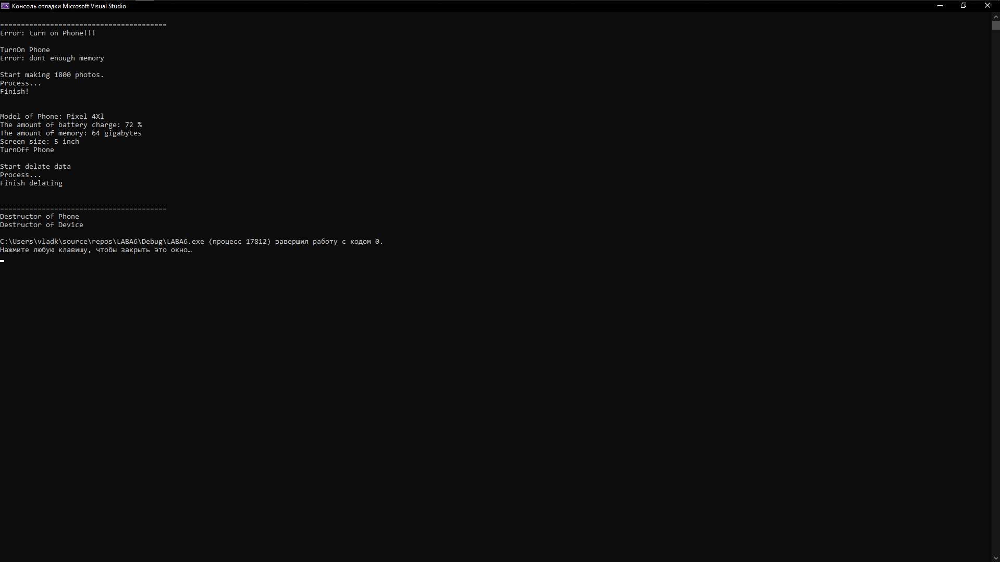 Консоль отладки Microsoft Visual Studio
========================================
Error: turn on Phone!!!
TurnOn Phone
Error: dont enough memory
Start making 1800 photos.
Process...
Finish!
Model of Phone: Pixel 4Xl
The amount of battery charge: 72 %
The amount of memory: 64 gigabytes
Screen size: 5 inch
TurnOff Phone
Start delate data
Process...
Finish delating
========================================
Destructor of Phone
Destructor of Device
C:\Users\vladk\source\repos\LABA6\Debug\LABA6.exe (процесс 17812) завершил работу с кодом 0.
Нажмите любую клавишу, чтобы закрыть это окно…